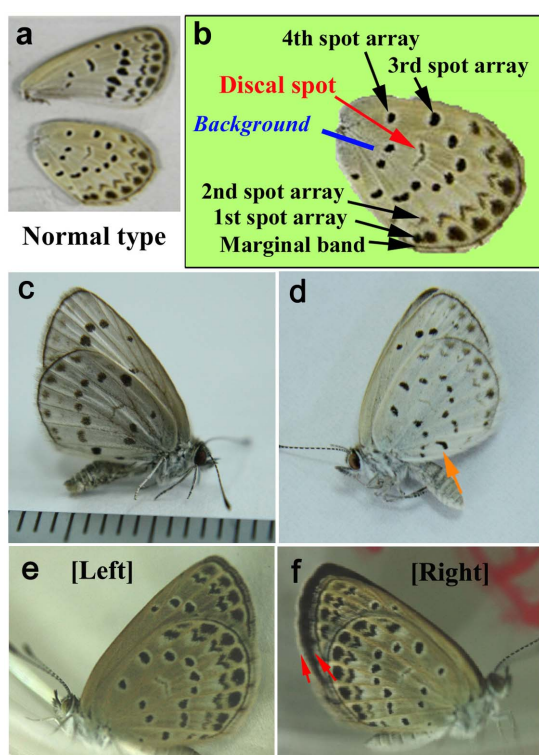 a
Normal type
b
4th spot array
3rd spot array
Discal spot
Background
2nd spot array
1st spot array
Marginal band
c
d
e
[Left]
f
[Right]